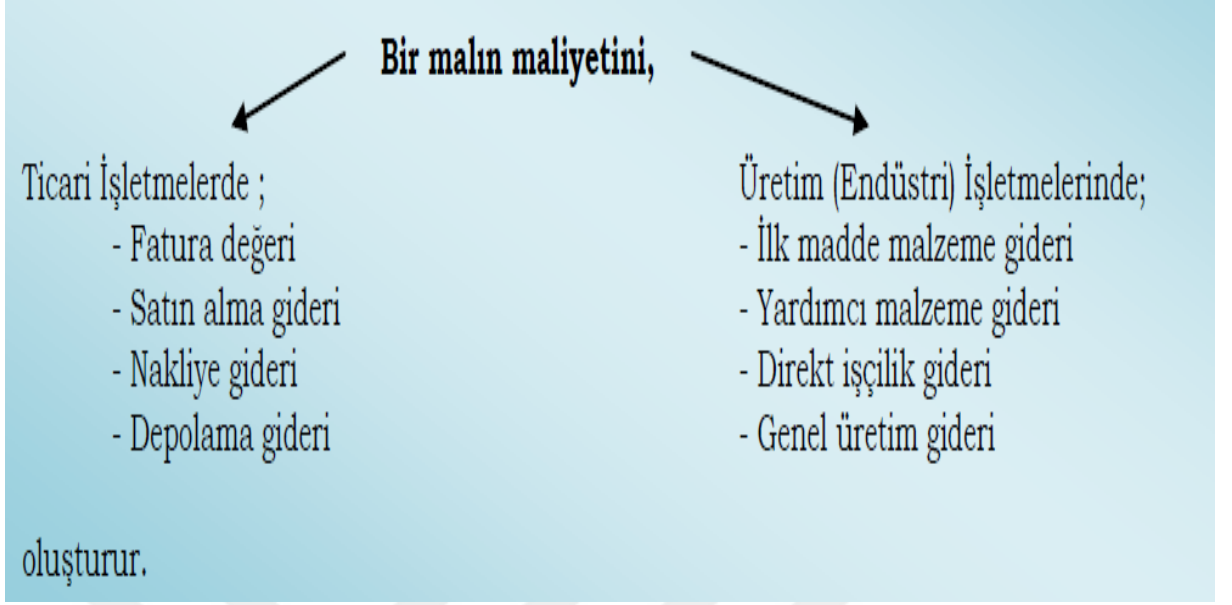 Bir malın maliyetini,
Ticari İşletmelerde ;
- Fatura değeri
- Satın alma gideri
- Nakliye gideri
- Depolama gideri
Üretim (Endüstri) İşletmelerinde;
- İlk madde malzeme gideri
- Yardımcı malzeme gideri
- Direkt işçilik gideri
- Genel üretim gideri
oluşturur.